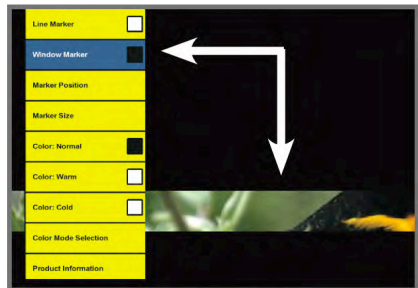 Line Marker
Window Marker
Marker Position
Marker Size
Color: Normal
Color: Warm
Color: Cold
Color Mode Selection
Product Information